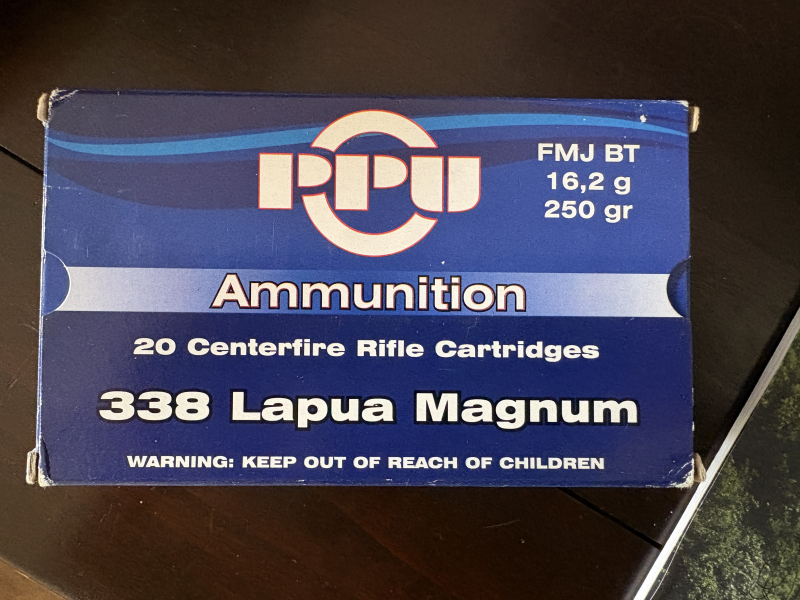 PPU
FMJ BT
16,2 g
250 gr
Ammunition
20 Centerfire Rifle Cartridges
338 Lapua Magnum
WARNING: KEEP OUT OF REACH OF CHILDREN